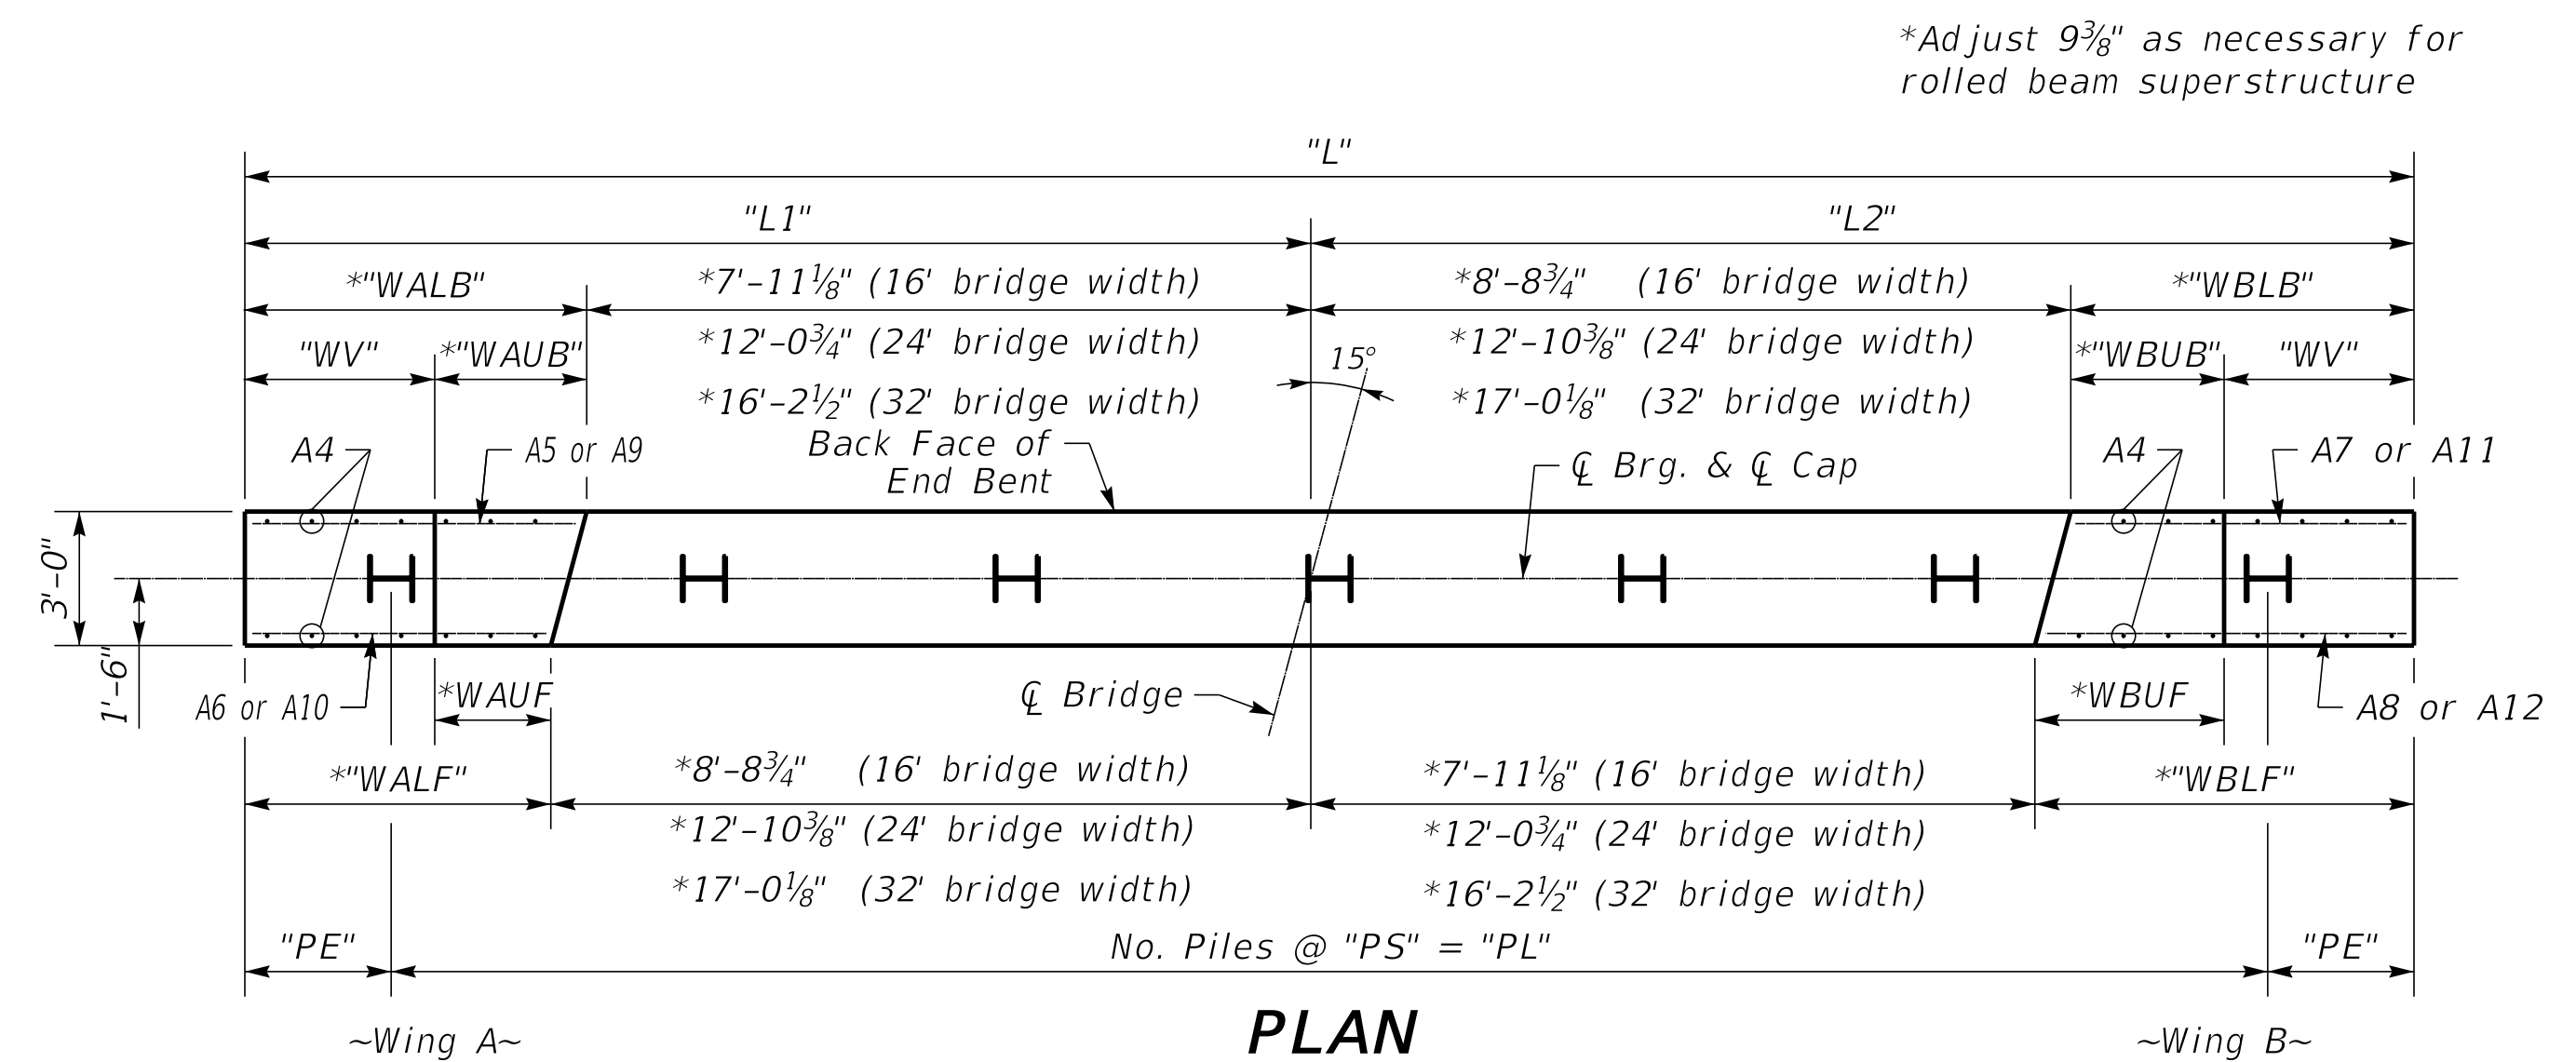 *Adjust 9⅜" as necessary for
rolled beam superstructure
"L"
"L1"
"L2"
*"WALB"
*7'-11⅛" (16' bridge width)
*8'-8¾" (16' bridge width)
*"WBLB"
"WV"
*"WAUB"
*12'-0¾" (24' bridge width)
15°
*12'-10⅜" (24' bridge width)
*"WBUB"
"WV"
*16'-2½" (32' bridge width)
*17'-0⅛" (32' bridge width)
A4
A5 or A9
Back Face of
End Bent
℄ Brg. & ℄ Cap
A4
A7 or A11
3'-0"
1'-6"
A6 or A10
*WAUF
℄ Bridge
*WBUF
A8 or A12
*"WALF"
*8'-8¾" (16' bridge width)
*7'-11⅛" (16' bridge width)
*"WBLF"
*12'-10⅜" (24' bridge width)
*12'-0¾" (24' bridge width)
*17'-0⅛" (32' bridge width)
*16'-2½" (32' bridge width)
"PE"
No. Piles @ "PS" = "PL"
"PE"
~Wing A~
PLAN
~Wing B~